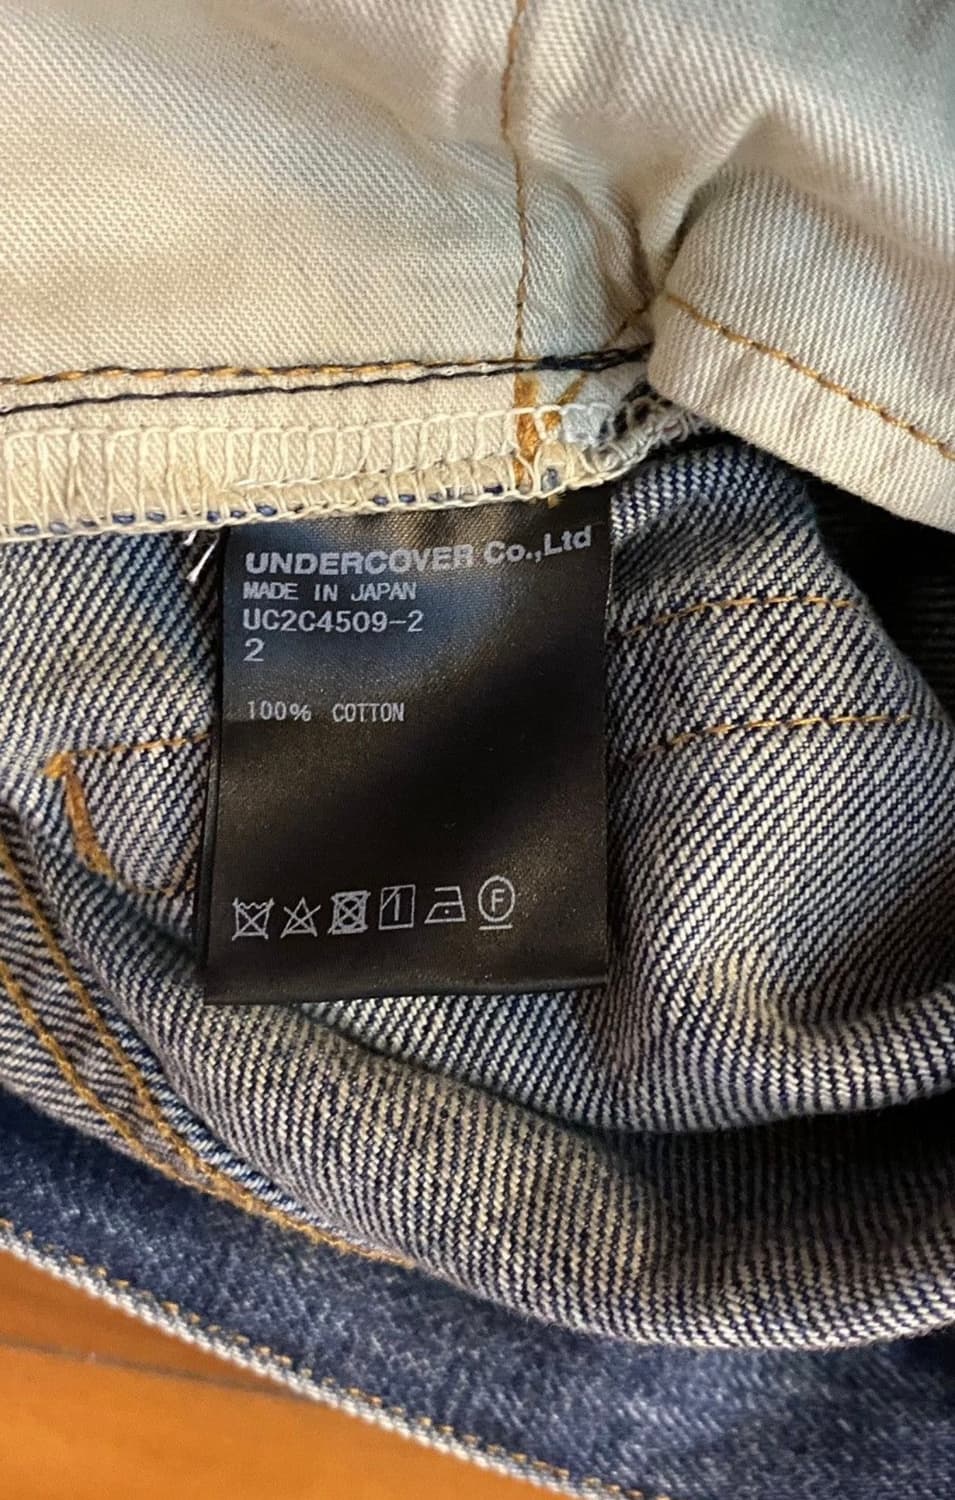 UNDERCOVER Co.,Ltd
MADE IN JAPAN
UC2C4509-2
2
100% COTTON
F